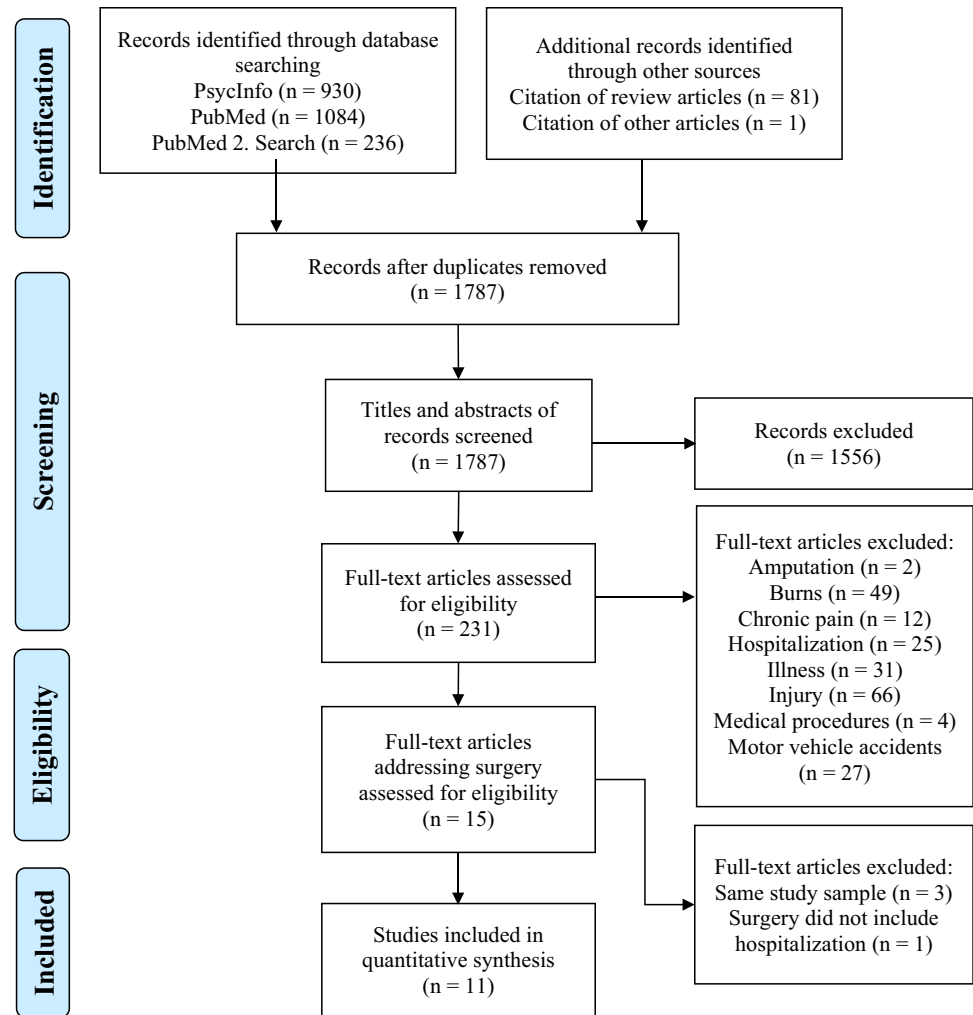 Identification
Records identified through database
searching
PsycInfo (n = 930)
PubMed (n = 1084)
PubMed 2. Search (n = 236)
Additional records identified
through other sources
Citation of review articles (n = 81)
Citation of other articles (n = 1)
Records after duplicates removed
(n = 1787)
Screening
Titles and abstracts of
records screened
(n = 1787)
Records excluded
(n = 1556)
Full-text articles assessed
for eligibility
(n = 231)
Full-text articles excluded:
Amputation (n = 2)
Burns (n = 49)
Chronic pain (n = 12)
Hospitalization (n = 25)
Illness (n = 31)
Injury (n = 66)
Medical procedures (n = 4)
Motor vehicle accidents
(n = 27)
Eligibility
Full-text articles
addressing surgery
assessed for eligibility
(n = 15)
Full-text articles excluded:
Same study sample (n = 3)
Surgery did not include
hospitalization (n = 1)
Included
Studies included in
quantitative synthesis
(n = 11)